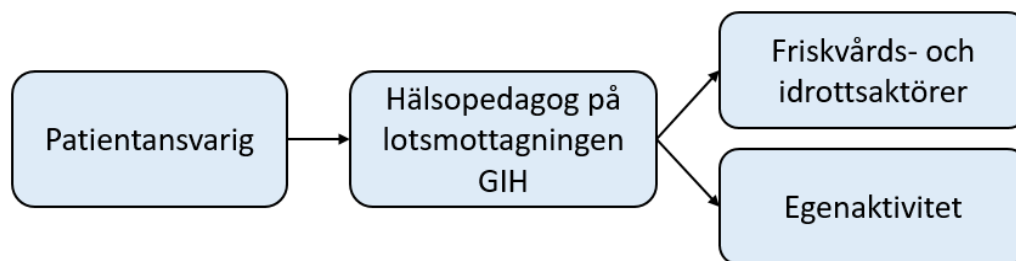 Patientansvarig
Hälsopedagog på
lotsmottagningen
GIH
Friskvårds- och
idrottsaktörer
Egenaktivitet